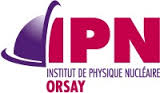 IPN
INSTITUT DE PHYSIQUE NUCLÉAIRE
ORSAY